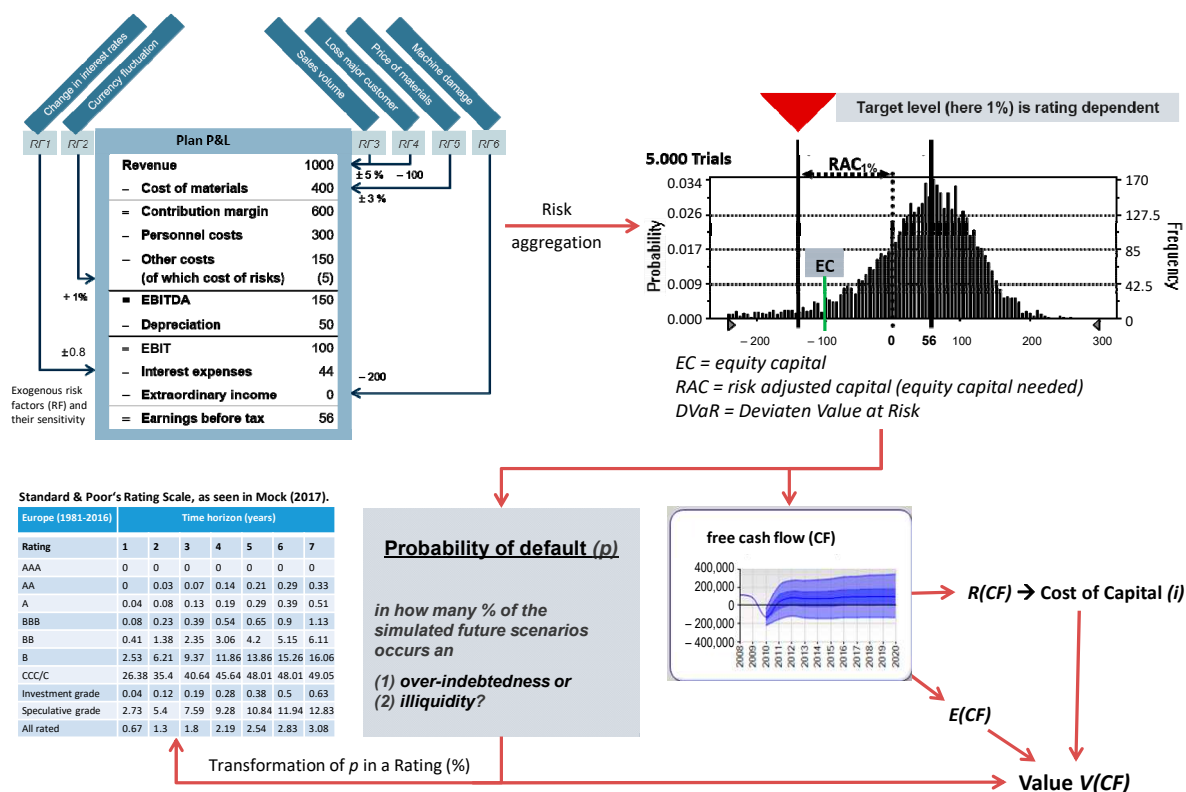 Change in interest rates
Currency fluctuation
Sales volume
Loss major customer
Price of materials
Machine damage
RF1
RF2
Plan P&L
RF3
RF4
RF5
RF6
Revenue 1000
± 5 % – 100
– Cost of materials 400
± 3 %
= Contribution margin 600
– Personnel costs 300
– Other costs 150
(of which cost of risks) (5)
+ 1%
= EBITDA 150
– Depreciation 50
±0.8
= EBIT 100
– Interest expenses 44
– 200
– Extraordinary income 0
= Earnings before tax 56
Exogenous risk
factors (RF) and
their sensitivity
Risk
aggregation
Target level (here 1%) is rating dependent
5.000 Trials
RAC1%
0.034
0.026
0.017
0.009
0.000
Probability
EC
170
127.5
85
42.5
0
Frequency
– 200 – 100 0 56 100 200 300
EC = equity capital
RAC = risk adjusted capital (equity capital needed)
DVaR = Deviaten Value at Risk
Standard & Poor's Rating Scale, as seen in Mock (2017).
Europe (1981-2016) Time horizon (years)
Rating 1 2 3 4 5 6 7
AAA 0 0 0 0 0 0 0
AA 0 0.03 0.07 0.14 0.21 0.29 0.33
A 0.04 0.08 0.13 0.19 0.29 0.39 0.51
BBB 0.08 0.23 0.39 0.54 0.65 0.9 1.13
BB 0.41 1.38 2.35 3.06 4.2 5.15 6.11
B 2.53 6.21 9.37 11.86 13.86 15.26 16.06
CCC/C 26.38 35.4 40.64 45.64 48.01 48.01 49.05
Investment grade 0.04 0.12 0.19 0.28 0.38 0.5 0.63
Speculative grade 2.73 5.4 7.59 9.28 10.84 11.94 12.83
All rated 0.67 1.3 1.8 2.19 2.54 2.83 3.08
Probability of default (p)
in how many % of the
simulated future scenarios
occurs an
(1) over-indebtedness or
(2) illiquidity?
free cash flow (CF)
400,000
200,000
0
– 200,000
– 400,000
2008
2009
2010
2011
2012
2013
2014
2015
2016
2017
2018
2019
2020
R(CF) → Cost of Capital (i)
E(CF)
Transformation of p in a Rating (%)
Value V(CF)